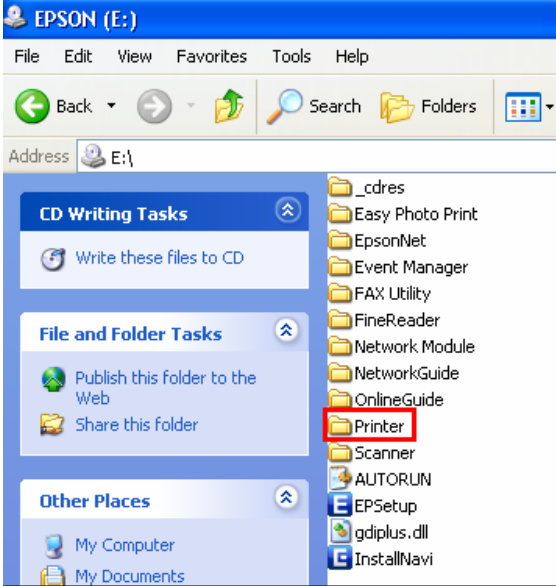 EPSON (E:)
File Edit View Favorites Tools Help
Back Search Folders
Address E:\
CD Writing Tasks
Write these files to CD
File and Folder Tasks
Publish this folder to the
Web
Share this folder
Other Places
My Computer
My Documents
_cdres
Easy Photo Print
EpsonNet
Event Manager
FAX Utility
FineReader
Network Module
NetworkGuide
OnlineGuide
Printer
Scanner
AUTORUN
EPSetup
gdiplus.dll
InstallNavi